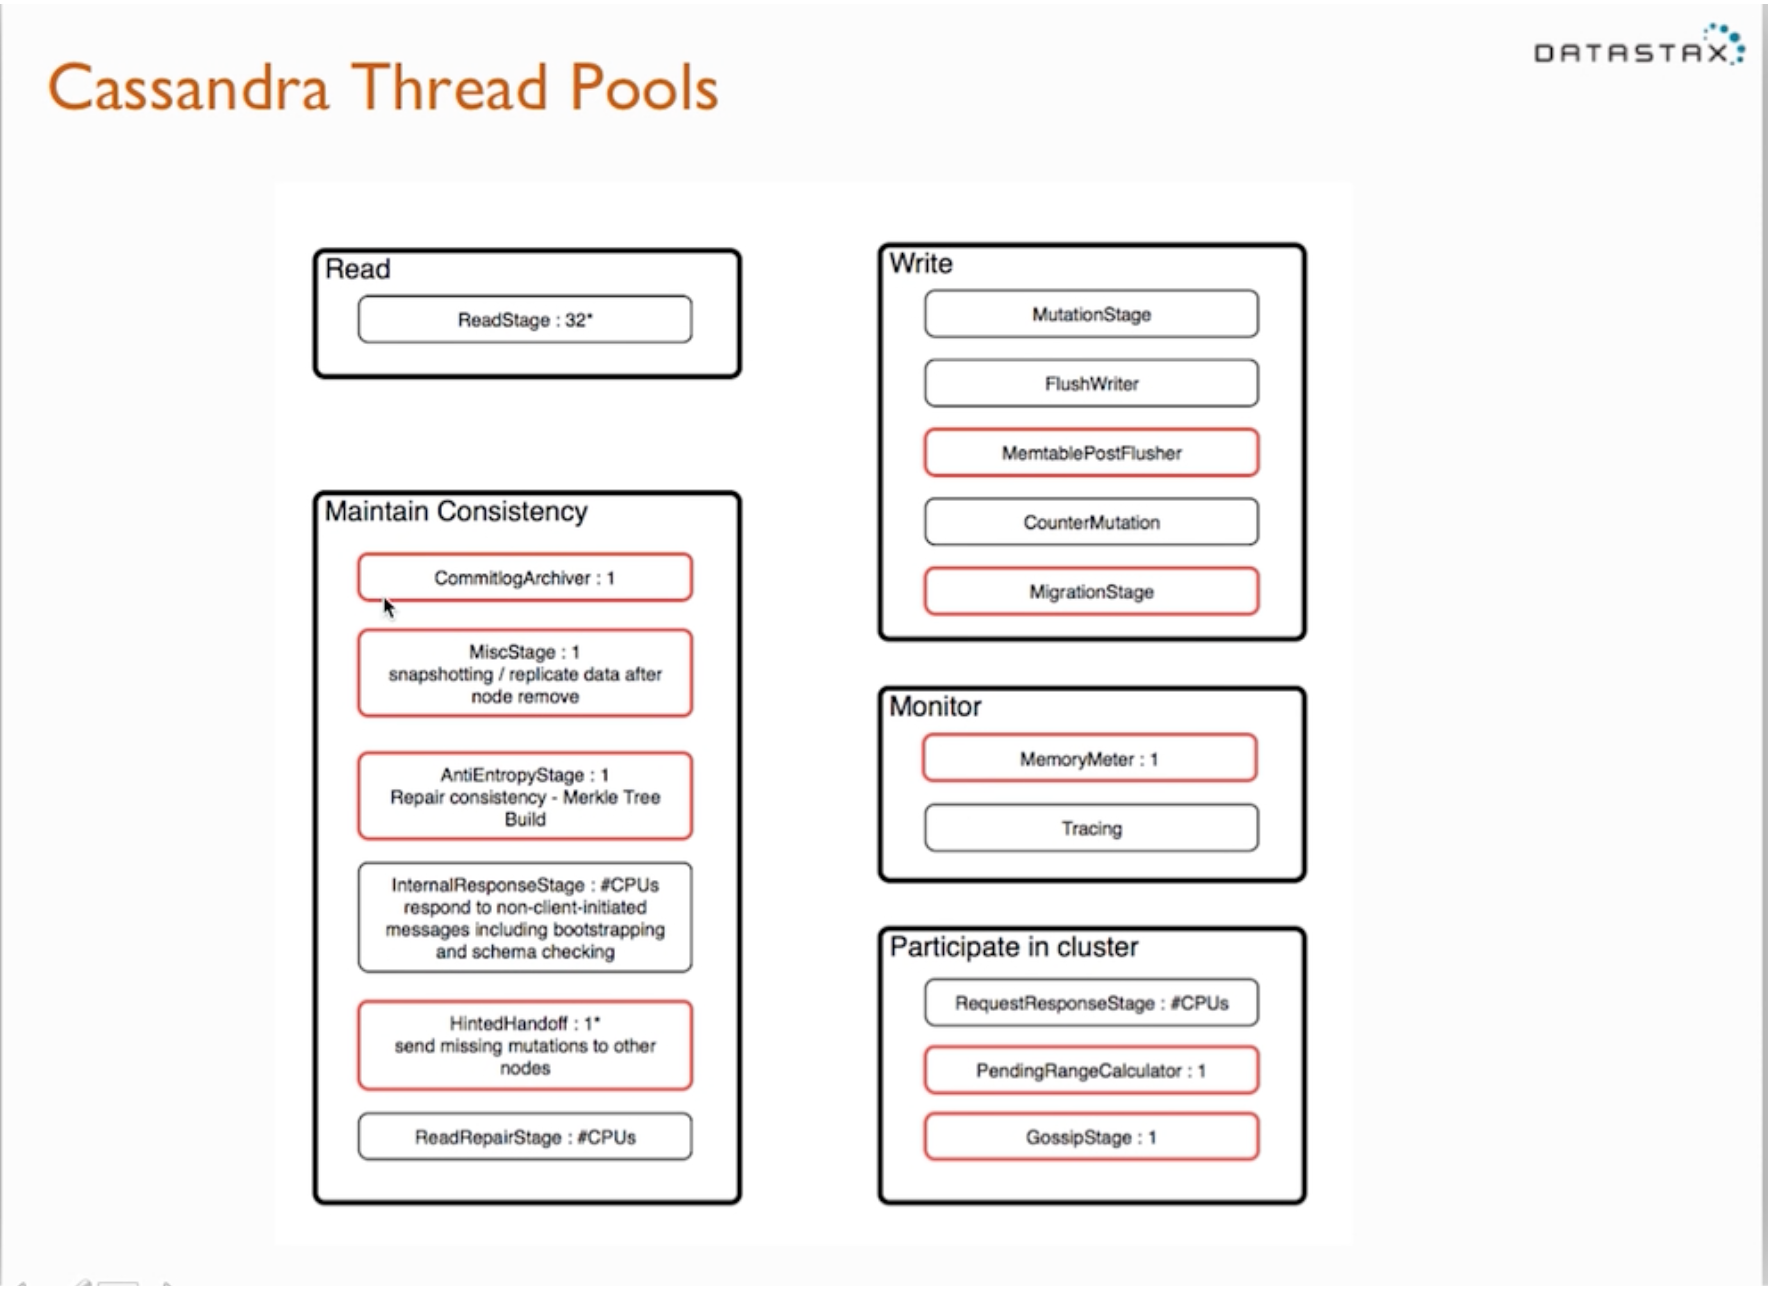 Cassandra Thread Pools
DATASTAX
Read
ReadStage : 32*
Maintain Consistency
CommitlogArchiver : 1
MiscStage : 1
snapshotting / replicate data after
node remove
AntiEntropyStage : 1
Repair consistency - Merkle Tree
Build
InternalResponseStage : #CPUs
respond to non-client-initiated
messages including bootstrapping
and schema checking
HintedHandoff : 1*
send missing mutations to other
nodes
ReadRepairStage : #CPUs
Write
MutationStage
FlushWriter
MemtablePostFlusher
CounterMutation
MigrationStage
Monitor
MemoryMeter : 1
Tracing
Participate in cluster
RequestResponseStage : #CPUs
PendingRangeCalculator : 1
GossipStage : 1